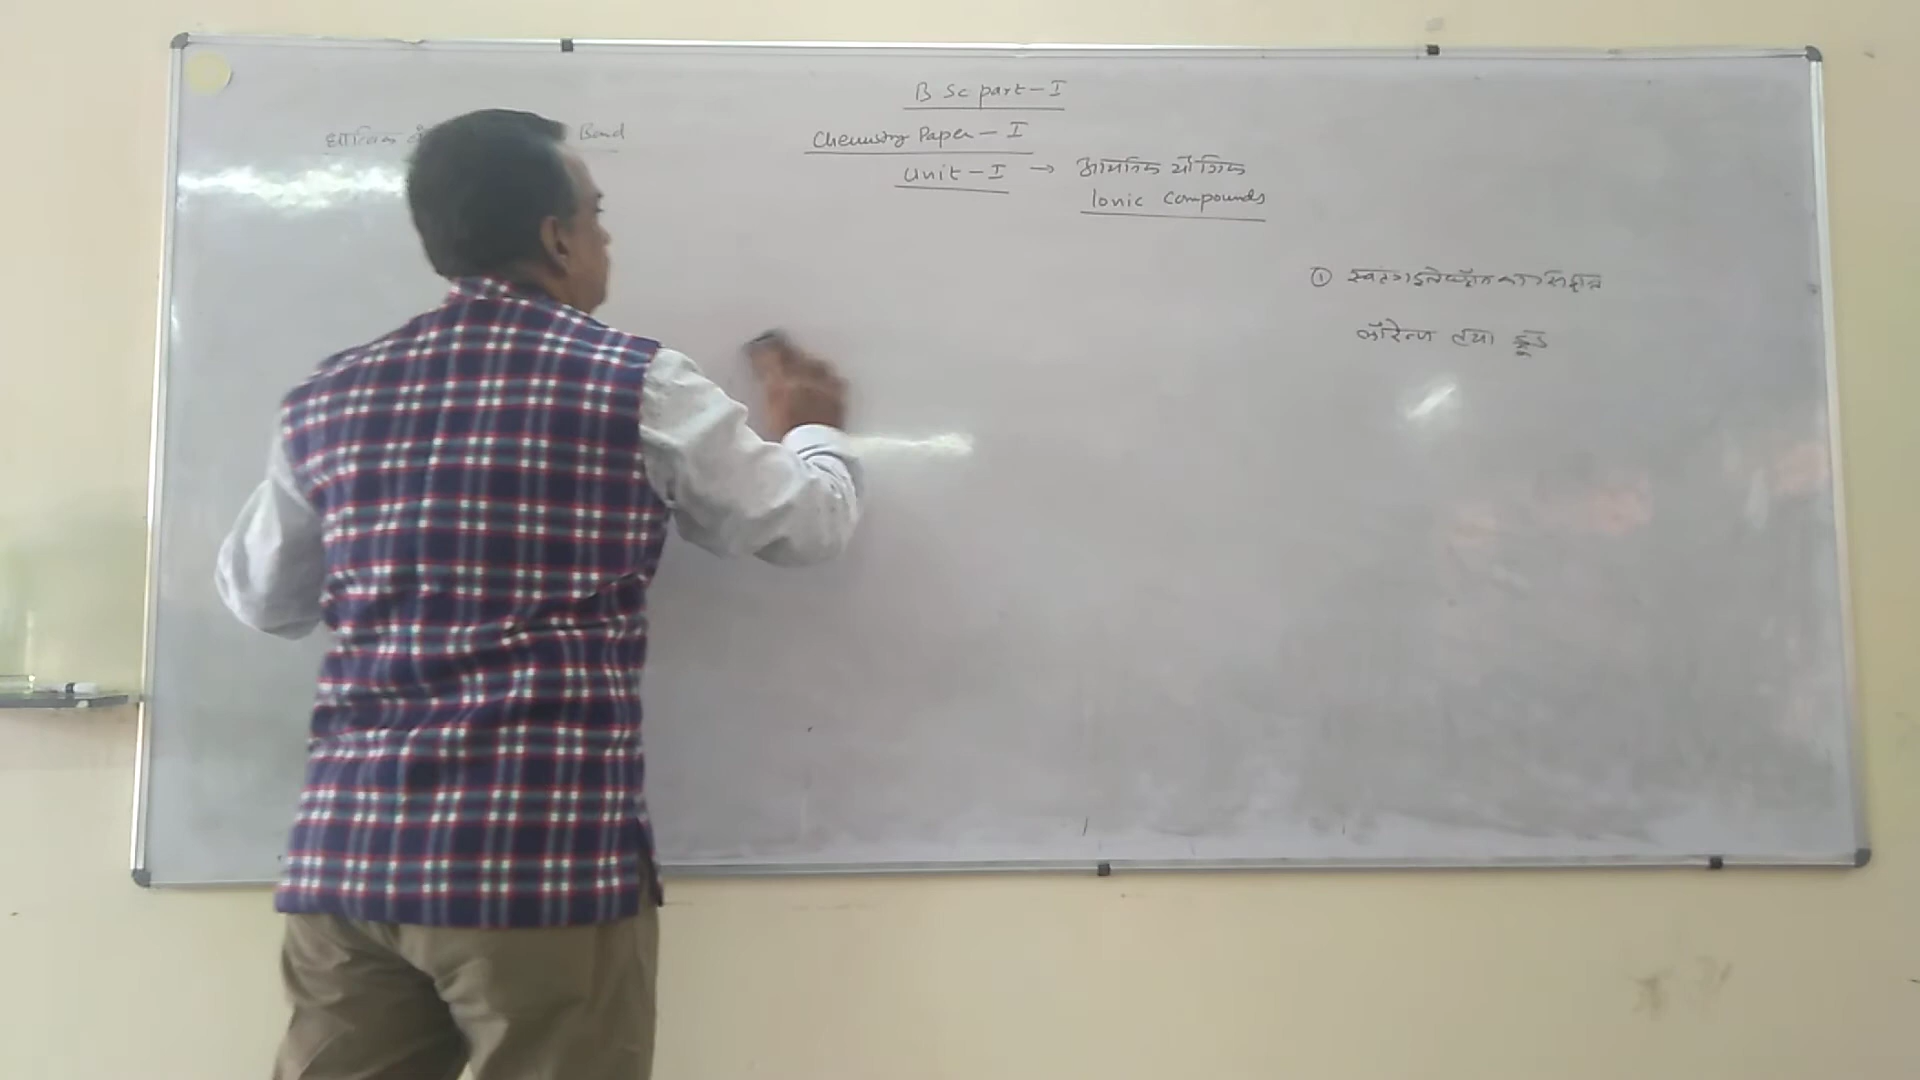 B Sc part-I
Chemistry Paper-I
Unit-I → आयनिक यौगिक
Ionic Compounds
धात्विक Bond
① स्वतन्त्र इलेक्ट्रॉन का सिद्धान्त
लॉरेन्ज तथा ड्रूड